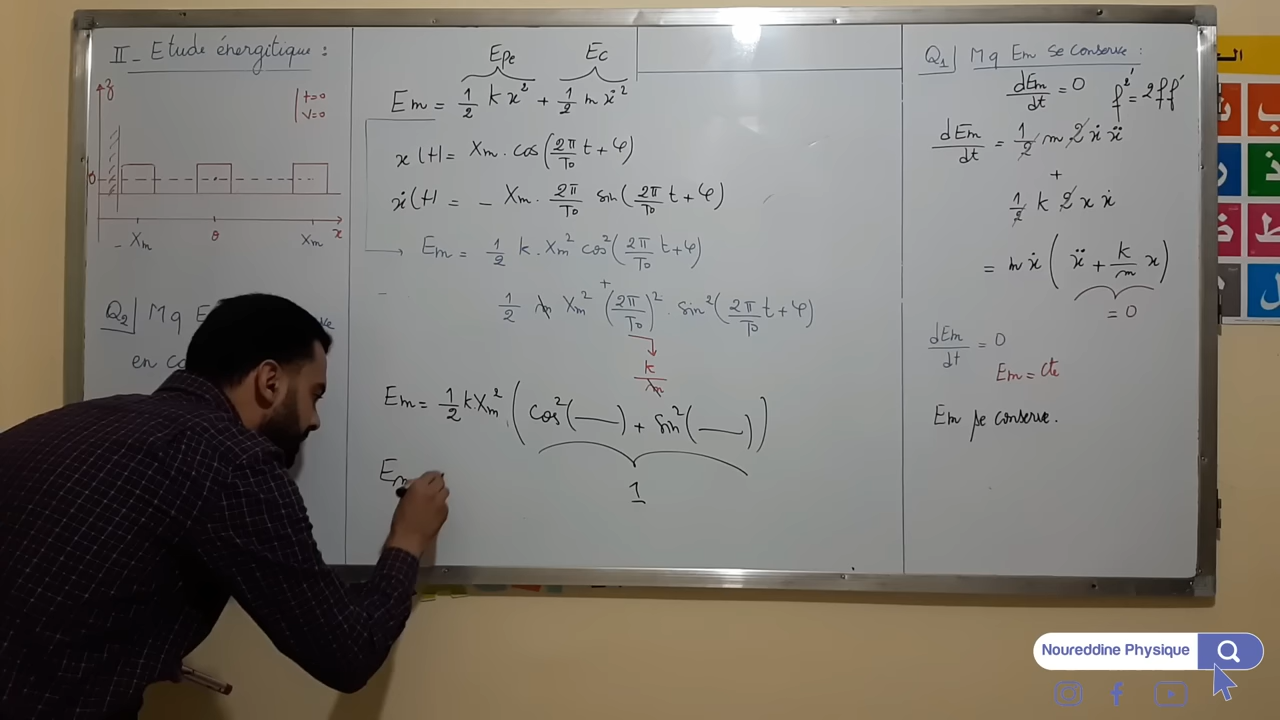 II- Etude énergitique :
z
t=0
V=0
0
- Xm 0 Xm x
Q2 | Mq E
en co
Epe Ec
Em = 1/2 k x² + 1/2 m ẋ²
x(t) = Xm . cos(2π/T0 t + φ)
ẋ(t) = - Xm . 2π/T0 sin(2π/T0 t + φ)
→ Em = 1/2 k . Xm² cos²(2π/T0 t + φ)
+
1/2 m Xm² (2π/T0)² . sin²(2π/T0 t + φ)
k/m
Em = 1/2 k Xm² (cos²(___) + sin²(___))
1
Em
Q1 | Mq Em se conserve :
dEm/dt = 0 f²' = 2ff'
dEm/dt = 1/2 m 2 ẋ ẍ
+
1/2 k 2 x ẋ
= m ẋ (ẍ + k/m x)
= 0
dEm/dt = 0
Em = cte
Em se conserve.
Noureddine Physique